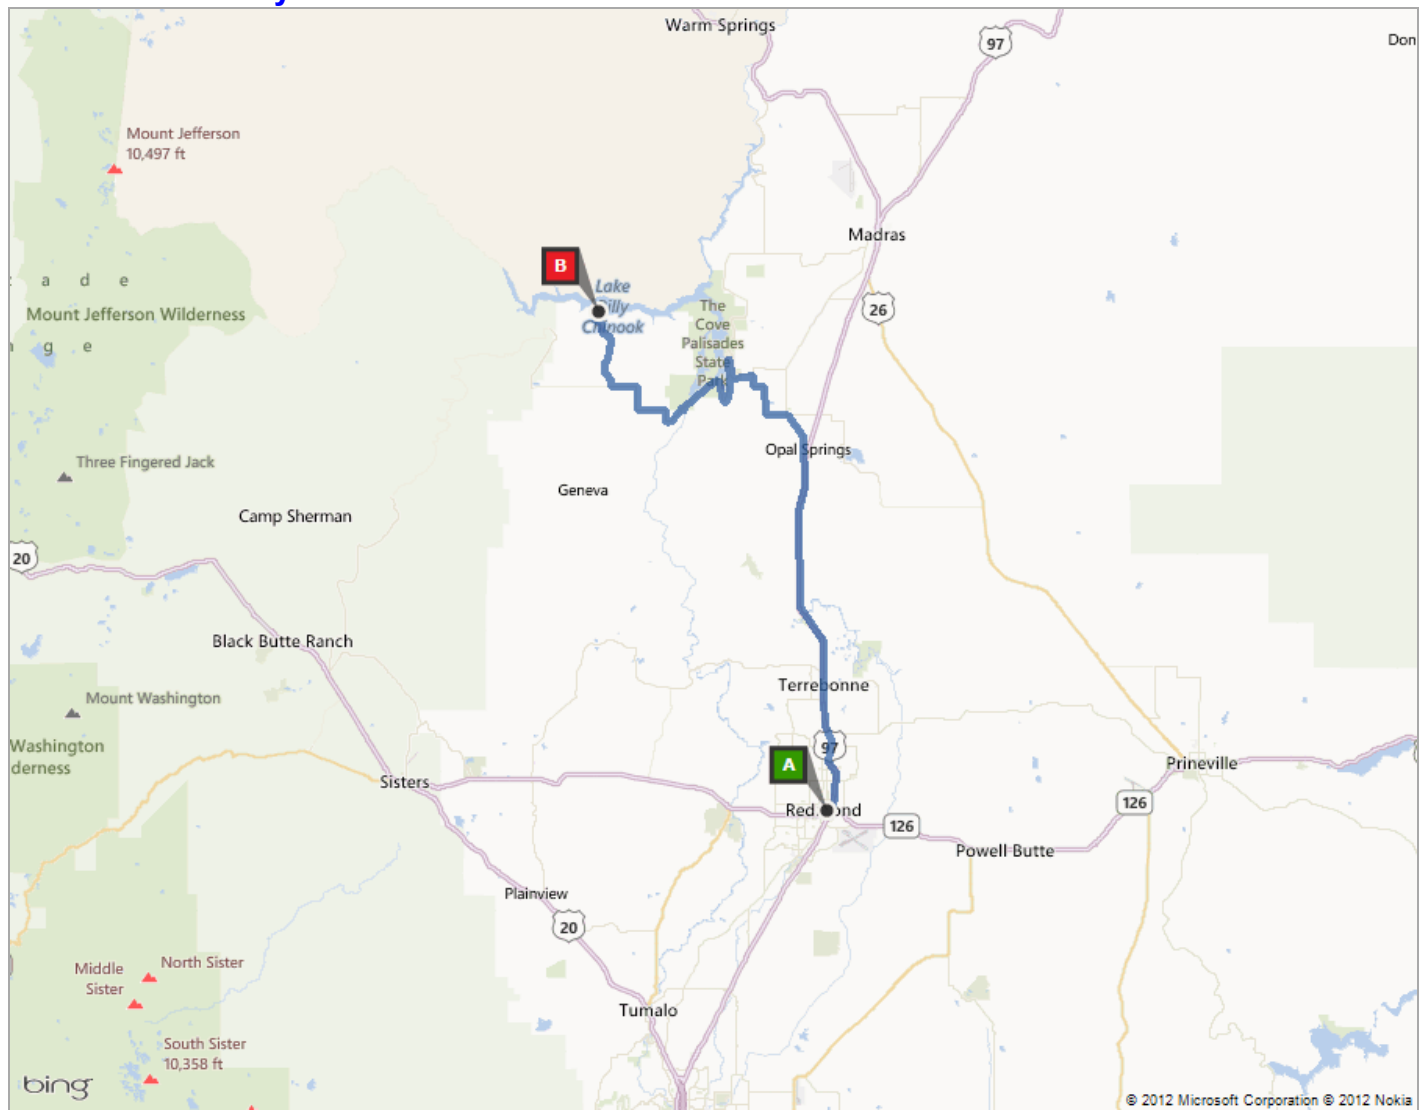 Warm Springs
97
Don
Mount Jefferson
10,497 ft
Madras
B
Lake
Billy
Chinook
The
Cove
Palisades
State
Park
c a d e
Mount Jefferson Wilderness
a g e
26
Opal Springs
Three Fingered Jack
Geneva
Camp Sherman
20
Black Butte Ranch
Terrebonne
Mount Washington
Washington
derness
97
A
Sisters
Prineville
Redmond
126
126
Powell Butte
Plainview
20
North Sister
Middle
Sister
Tumalo
South Sister
10,358 ft
bing
© 2012 Microsoft Corporation © 2012 Nokia